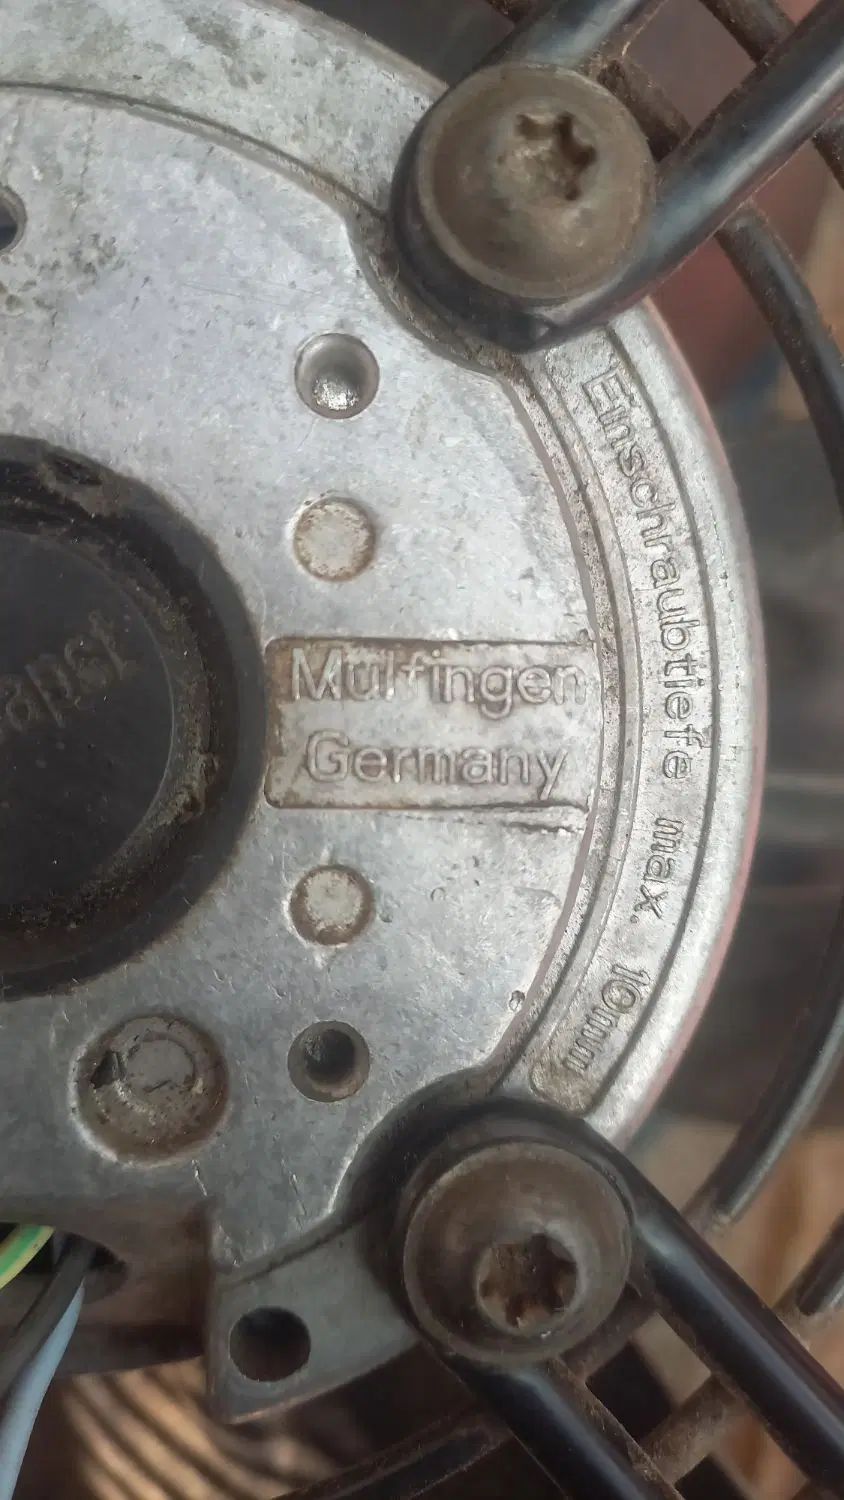 Mulfingen
Germany
Einschraubtiefe max. 10mm